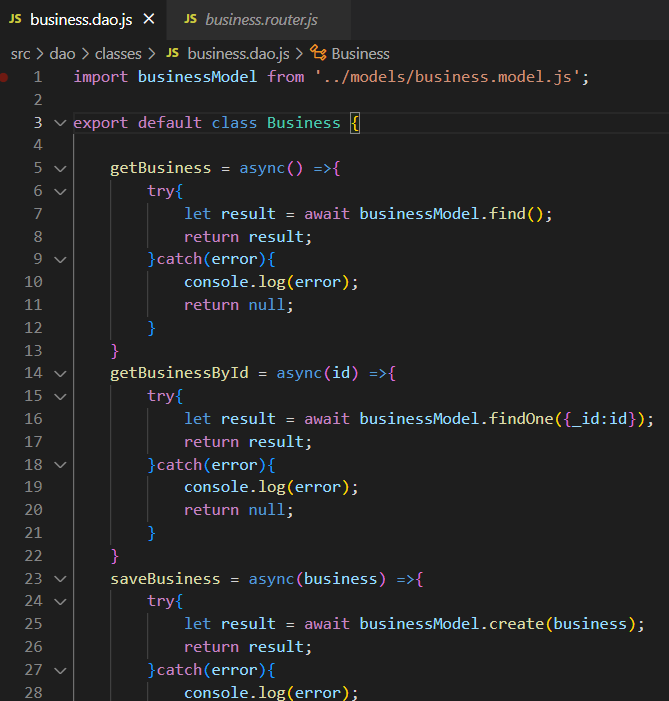 JS business.dao.js ×
JS business.router.js
src > dao > classes > JS business.dao.js > Business
1 import businessModel from '../models/business.model.js';
2
3 export default class Business {
4
5 getBusiness = async() =>{
6 try{
7 let result = await businessModel.find();
8 return result;
9 }catch(error){
10 console.log(error);
11 return null;
12 }
13 }
14 getBusinessById = async(id) =>{
15 try{
16 let result = await businessModel.findOne({_id:id});
17 return result;
18 }catch(error){
19 console.log(error);
20 return null;
21 }
22 }
23 saveBusiness = async(business) =>{
24 try{
25 let result = await businessModel.create(business);
26 return result;
27 }catch(error){
28 console.log(error);